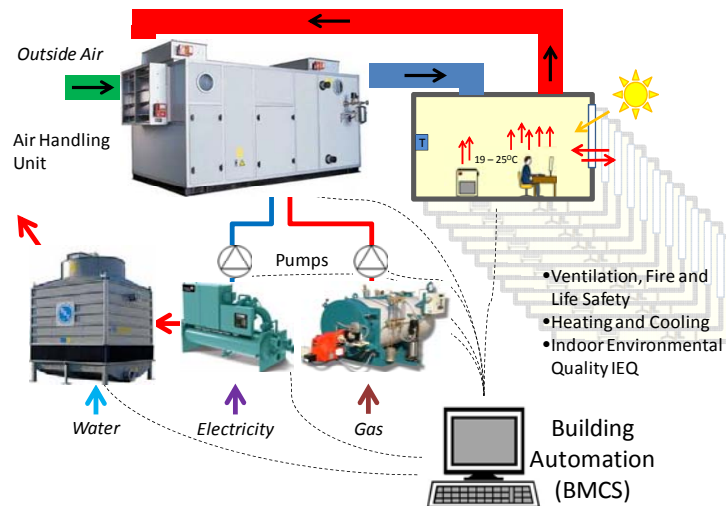 Outside Air
Air Handling
Unit
T
19 – 25⁰C
Pumps
•Ventilation, Fire and
Life Safety
•Heating and Cooling
•Indoor Environmental
Quality IEQ
Water
Electricity
Gas
Building
Automation
(BMCS)